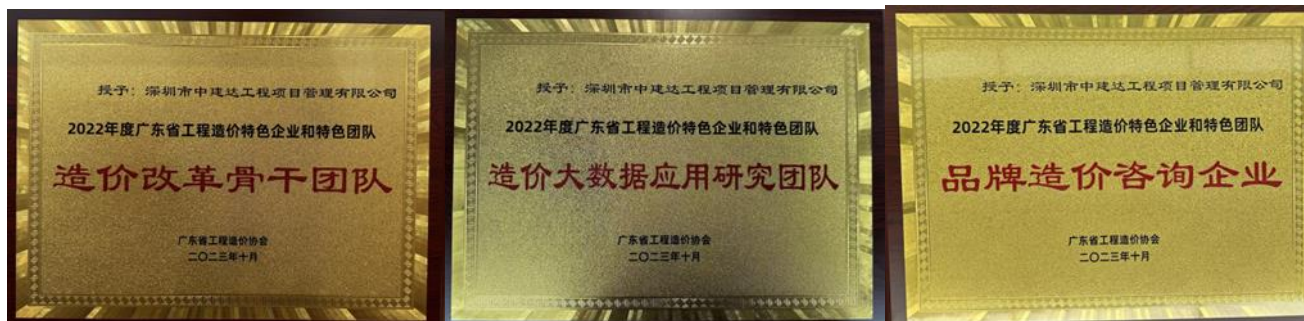 授予：深圳市中建达工程项目管理有限公司
2022年度广东省工程造价特色企业和特色团队
造价改革骨干团队
广东省工程造价协会
二〇二三年十月
授予：深圳市中建达工程项目管理有限公司
2022年度广东省工程造价特色企业和特色团队
造价大数据应用研究团队
广东省工程造价协会
二〇二三年十月
授予：深圳市中建达工程项目管理有限公司
2022年度广东省工程造价特色企业和特色团队
品牌造价咨询企业
广东省工程造价协会
二〇二三年十月